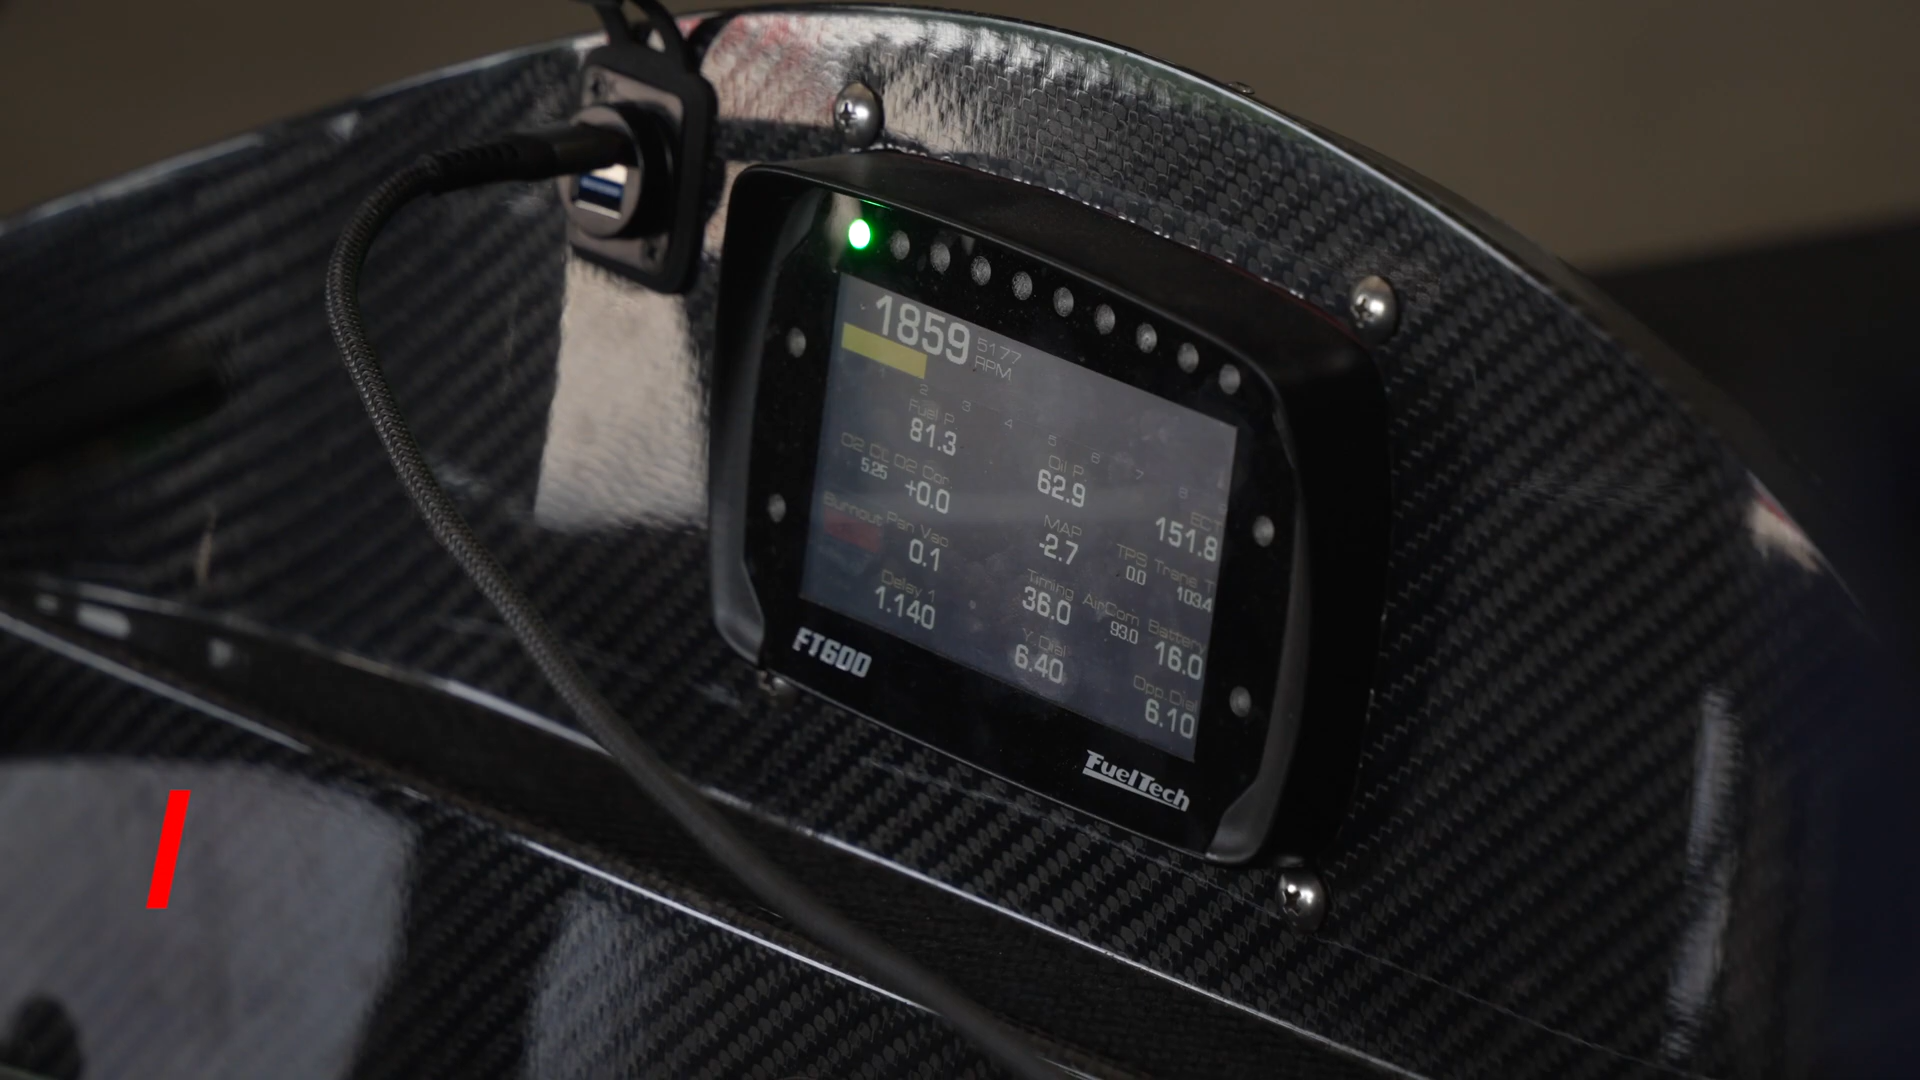 1859 5177
RPM
2 3 4 5 6 7 8
Fuel P
81.3
Oil P
62.9
ECT
151.8
O2 Cor
5.25
+0.0
MAP
-2.7
TPS
0.0
Trans T
103.4
Burnout
Pan Vac
0.1
Timing
36.0
AirCom
93.0
Battery
16.0
Delay 1
1.140
Y. Dial
6.40
Opp. Dial
6.10
FT600
FuelTech